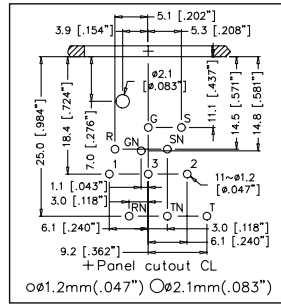 5.1 [.202"]
3.9 [.154"]
5.3 [.208"]
ø2.1
[ø.083"]
11.1 [.437"]
14.5 [.571"]
14.8 [.581"]
25.0 [.984"]
18.4 [.724"]
7.0 [.276"]
G S
R GN SN
1 3 2
11~ø1.2
[ø.047"]
1.1 [.043"]
3.0 [.118"]
RN TN T
6.1 [.240"]
3.0 [.118"]
6.1 [.240"]
9.2 [.362"]
Panel cutout CL
ø1.2mm(.047") ø2.1mm(.083")